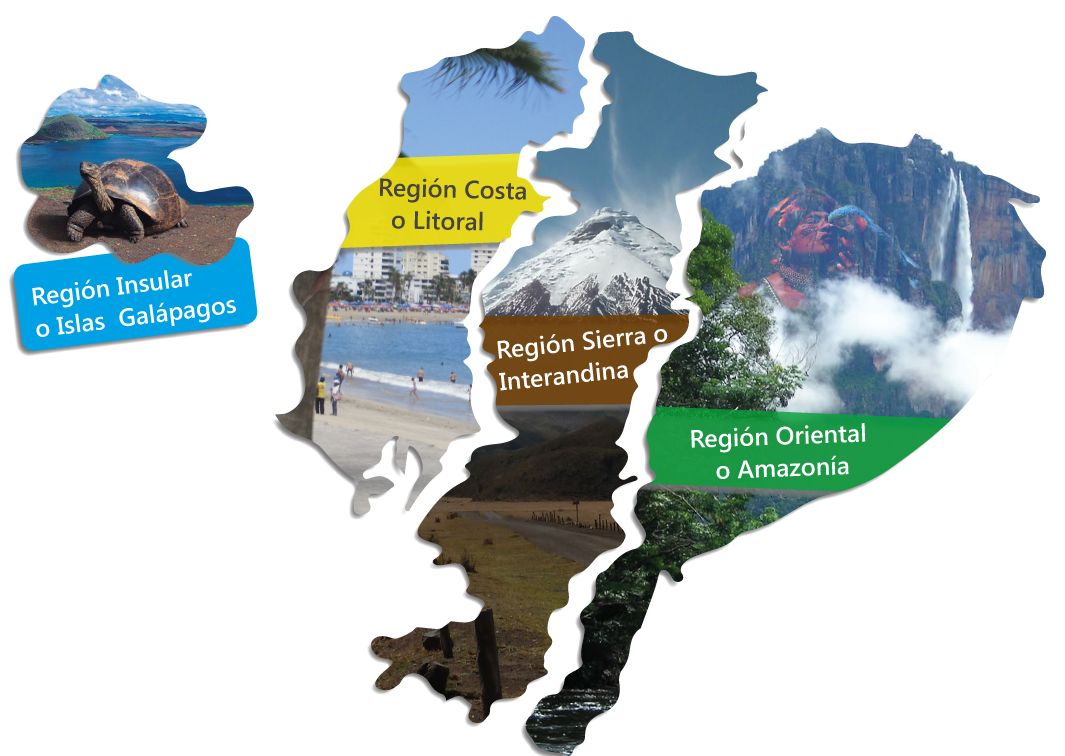 Región Insular
o Islas Galápagos
Región Costa
o Litoral
Región Sierra o
Interandina
Región Oriental
o Amazonía